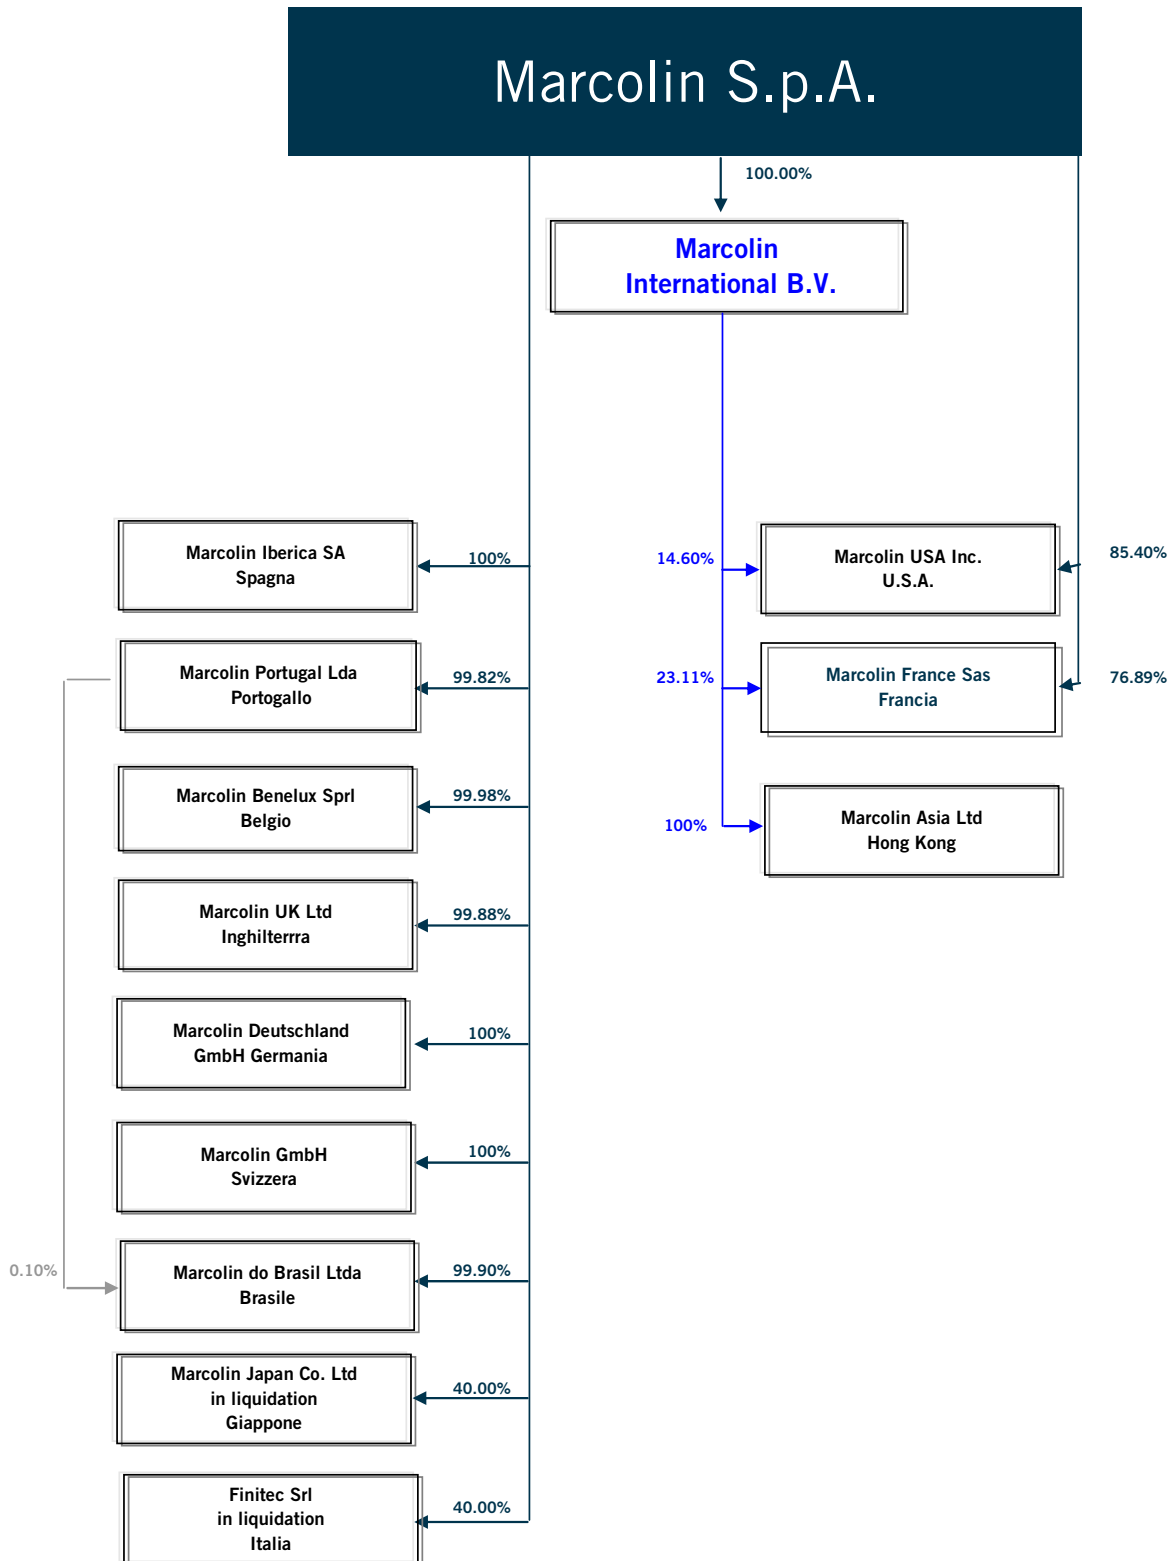 Marcolin S.p.A.
100.00%
Marcolin
International B.V.
Marcolin Iberica SA
Spagna
100%
14.60%
Marcolin USA Inc.
U.S.A.
85.40%
Marcolin Portugal Lda
Portogallo
99.82%
23.11%
Marcolin France Sas
Francia
76.89%
Marcolin Benelux Sprl
Belgio
99.98%
100%
Marcolin Asia Ltd
Hong Kong
Marcolin UK Ltd
Inghilterrra
99.88%
Marcolin Deutschland
GmbH Germania
100%
Marcolin GmbH
Svizzera
100%
0.10%
Marcolin do Brasil Ltda
Brasile
99.90%
Marcolin Japan Co. Ltd
in liquidation
Giappone
40.00%
Finitec Srl
in liquidation
Italia
40.00%